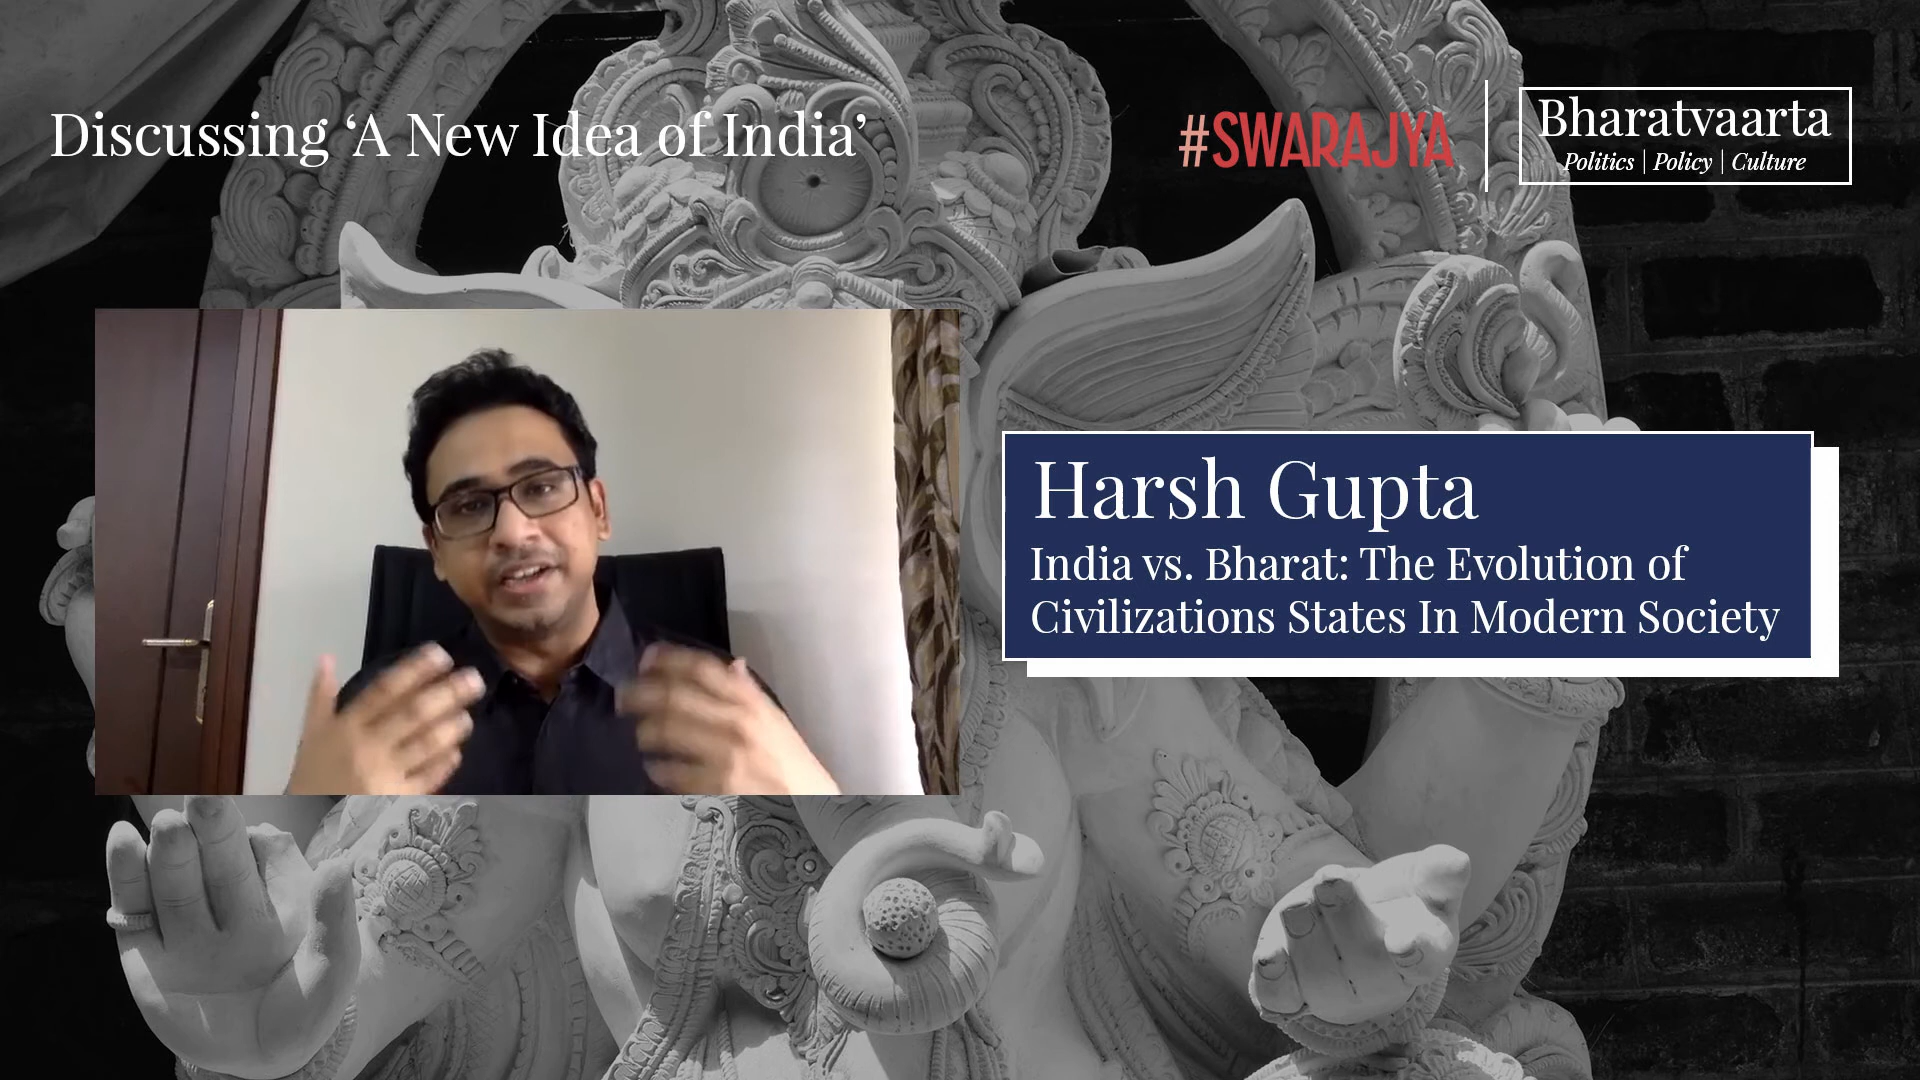 Discussing ‘A New Idea of India’
#SWARAJYA
Bharatvaarta
Politics | Policy | Culture
Harsh Gupta
India vs. Bharat: The Evolution of
Civilizations States In Modern Society